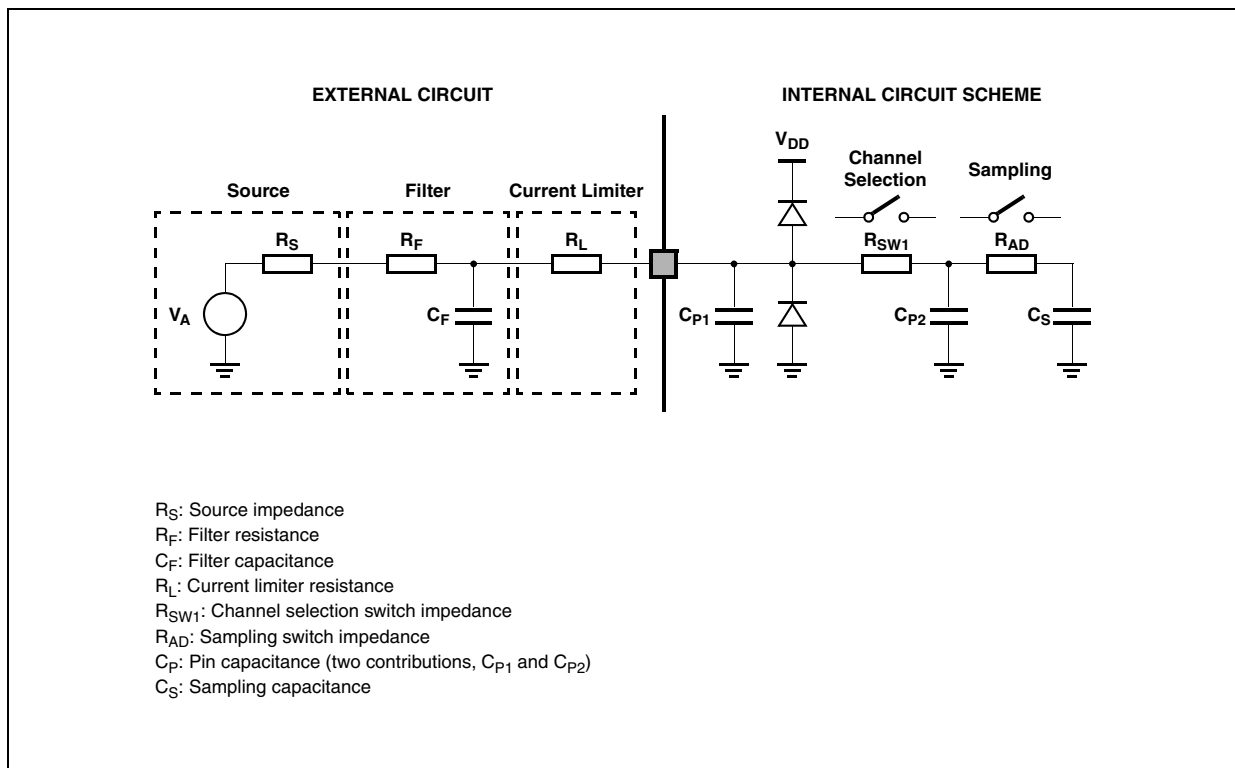 EXTERNAL CIRCUIT
INTERNAL CIRCUIT SCHEME
VDD
Channel
Selection
Sampling
Source
Filter
Current Limiter
RS
RF
RL
RSW1
RAD
VA
CF
CP1
CP2
CS
RS: Source impedance
RF: Filter resistance
CF: Filter capacitance
RL: Current limiter resistance
RSW1: Channel selection switch impedance
RAD: Sampling switch impedance
CP: Pin capacitance (two contributions, CP1 and CP2)
CS: Sampling capacitance